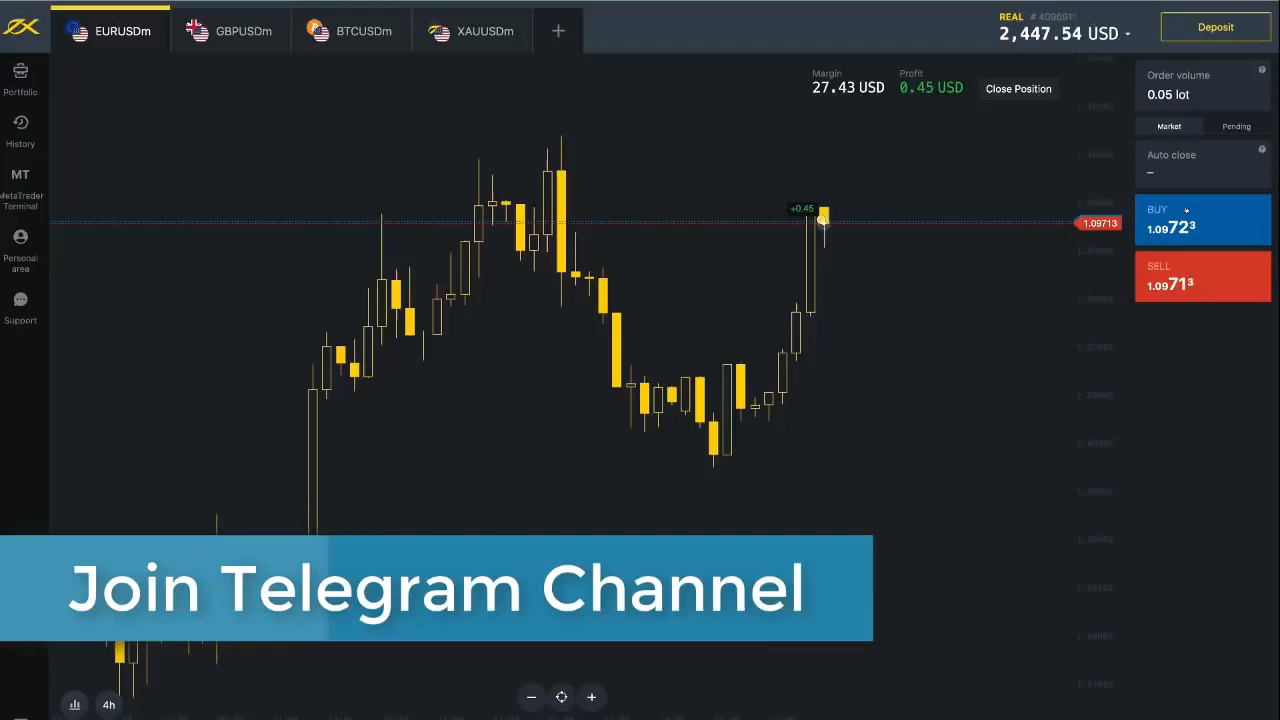 EURUSDm
GBPUSDm
BTCUSDm
XAUUSDm
REAL # 4090911
2,447.54 USD
Deposit
Portfolio
History
MT
MetaTrader
Terminal
Personal
area
Support
Margin
27.43 USD
Profit
0.45 USD
Close Position
Order volume
0.05 lot
Market
Pending
Auto close
–
BUY
1.09723
SELL
1.09713
+0.45
1.09713
Join Telegram Channel
4h